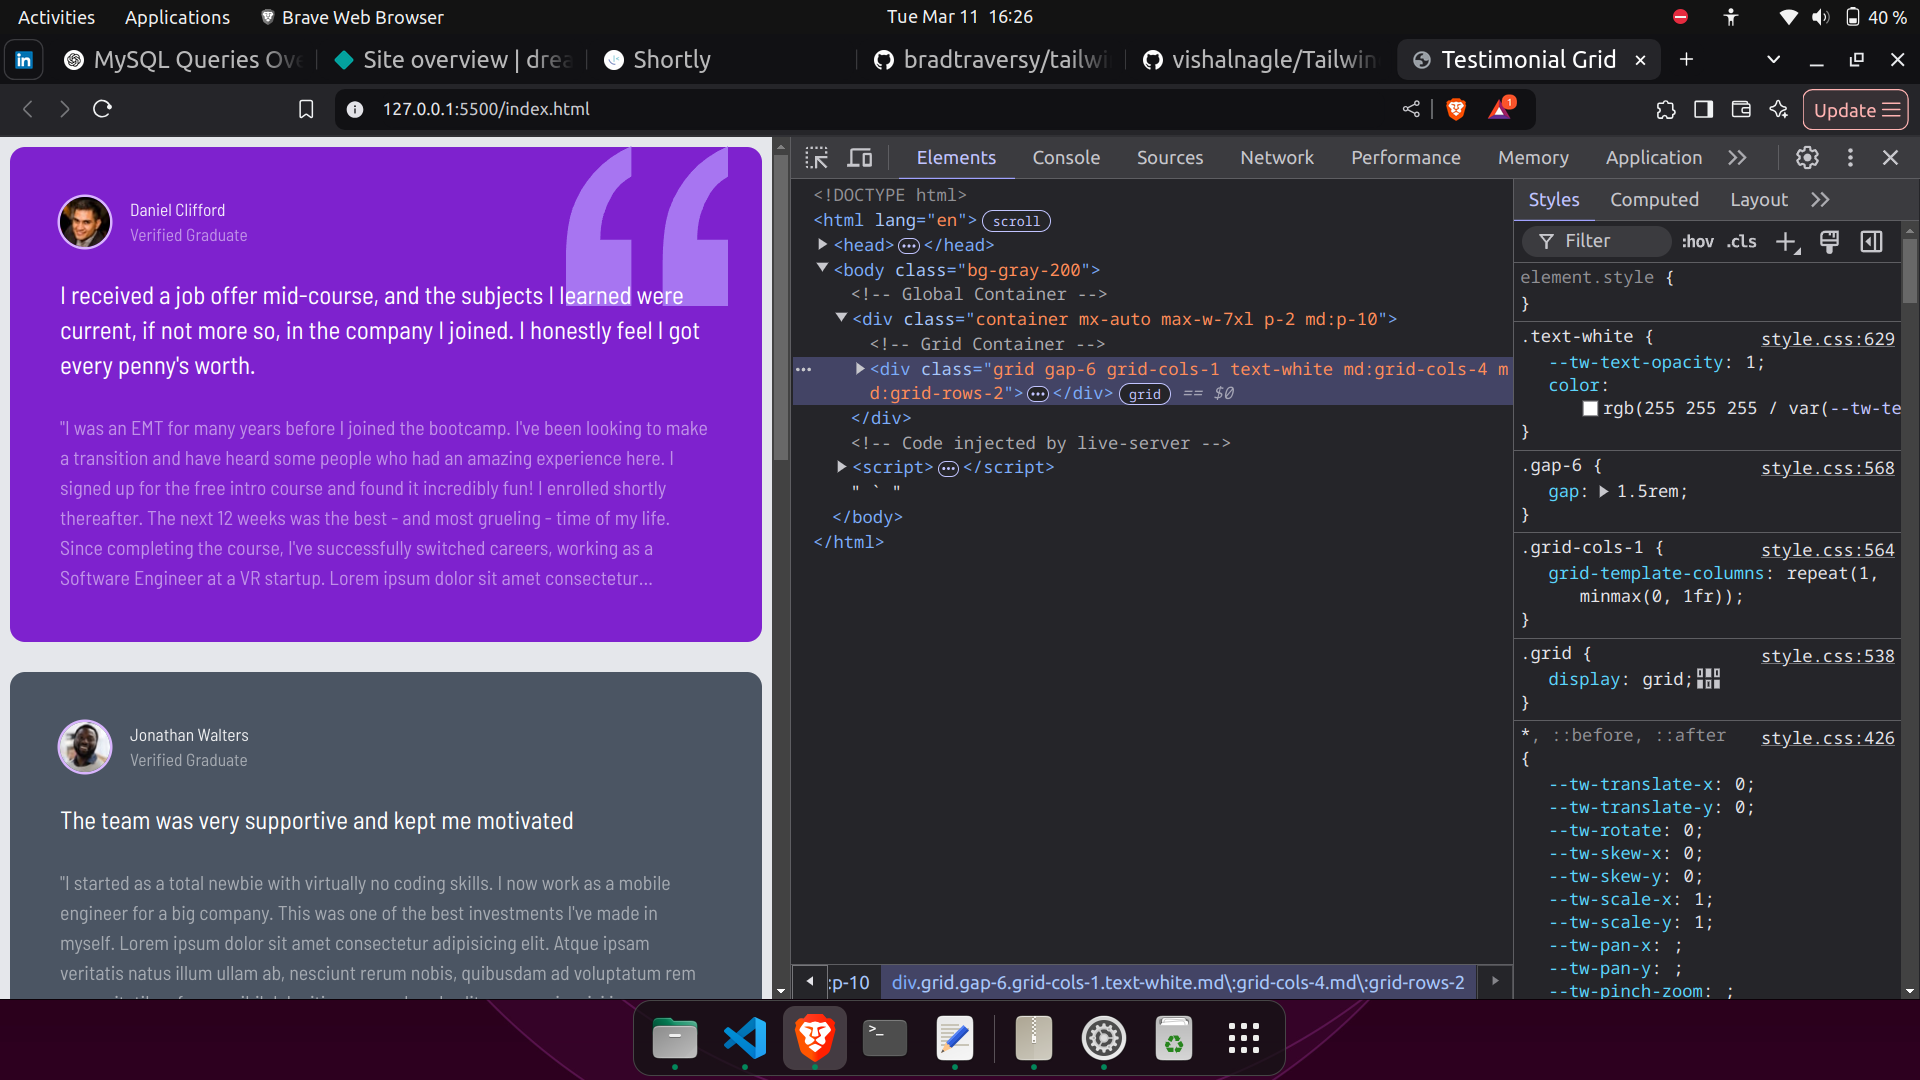 Activities Applications Brave Web Browser Tue Mar 11 16:26 40 %
MySQL Queries Ove Site overview | drea Shortly bradtraversy/tailwi vishalnagle/Tailwin Testimonial Grid
127.0.0.1:5500/index.html 1 Update
Elements Console Sources Network Performance Memory Application
Daniel Clifford
Verified Graduate
I received a job offer mid-course, and the subjects I learned were
current, if not more so, in the company I joined. I honestly feel I got
every penny's worth.
"I was an EMT for many years before I joined the bootcamp. I've been looking to make
a transition and have heard some people who had an amazing experience here. I
signed up for the free intro course and found it incredibly fun! I enrolled shortly
thereafter. The next 12 weeks was the best - and most grueling - time of my life.
Since completing the course, I've successfully switched careers, working as a
Software Engineer at a VR startup. Lorem ipsum dolor sit amet consectetur...
Jonathan Walters
Verified Graduate
The team was very supportive and kept me motivated
"I started as a total newbie with virtually no coding skills. I now work as a mobile
engineer for a big company. This was one of the best investments I've made in
myself. Lorem ipsum dolor sit amet consectetur adipisicing elit. Atque ipsam
veritatis natus illum ullam ab, nesciunt rerum nobis, quibusdam ad voluptatum rem
<!DOCTYPE html>
<html lang="en"> scroll
<head> ... </head>
<body class="bg-gray-200">
<!-- Global Container -->
<div class="container mx-auto max-w-7xl p-2 md:p-10">
<!-- Grid Container -->
<div class="grid gap-6 grid-cols-1 text-white md:grid-cols-4 m
d:grid-rows-2"> ... </div> grid == $0
</div>
<!-- Code injected by live-server -->
<script> ... </script>
" ` "
</body>
</html>
:p-10 div.grid.gap-6.grid-cols-1.text-white.md\:grid-cols-4.md\:grid-rows-2
Styles Computed Layout
Filter :hov .cls
element.style {
}
.text-white { style.css:629
--tw-text-opacity: 1;
color:
rgb(255 255 255 / var(--tw-te
}
.gap-6 { style.css:568
gap: 1.5rem;
}
.grid-cols-1 { style.css:564
grid-template-columns: repeat(1,
minmax(0, 1fr));
}
.grid { style.css:538
display: grid;
}
*, ::before, ::after style.css:426
{
--tw-translate-x: 0;
--tw-translate-y: 0;
--tw-rotate: 0;
--tw-skew-x: 0;
--tw-skew-y: 0;
--tw-scale-x: 1;
--tw-scale-y: 1;
--tw-pan-x: ;
--tw-pan-y: ;
--tw-pinch-zoom: ;